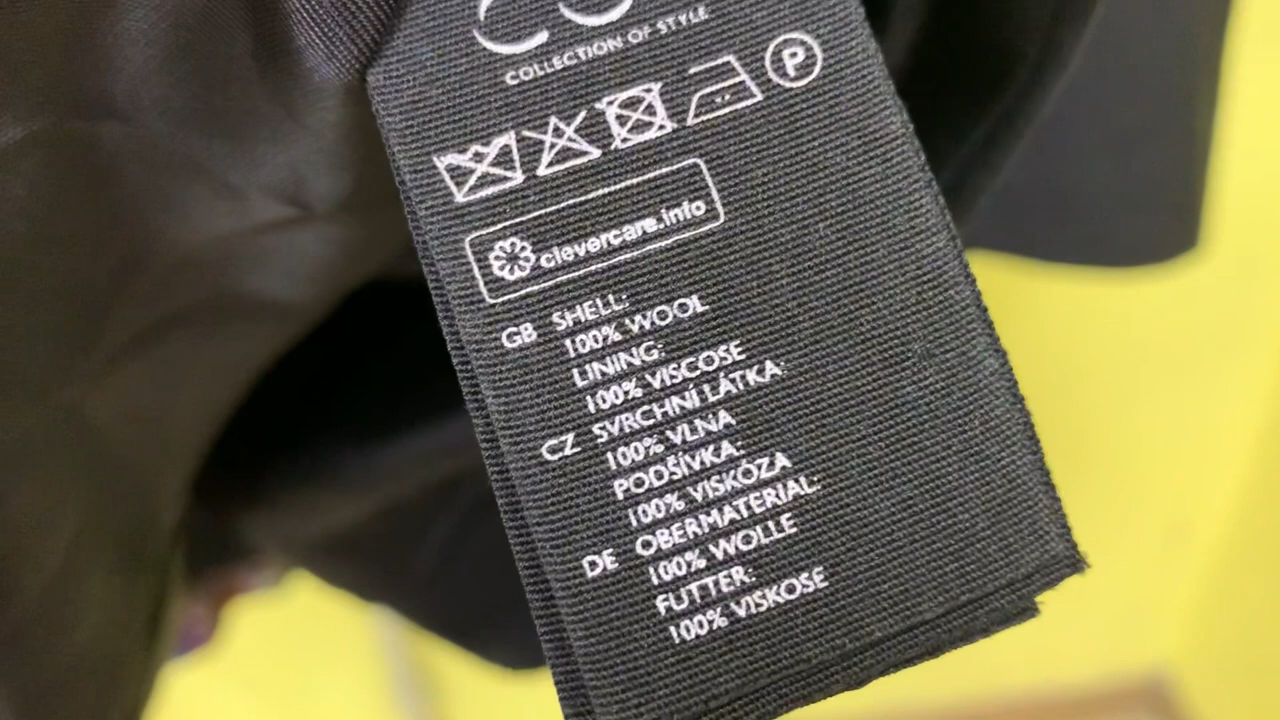 COLLECTION OF STYLE
P
clevercare.info
GB SHELL:
100% WOOL
LINING:
100% VISCOSE
CZ SVRCHNÍ LÁTKA:
100% VLNA
PODŠÍVKA:
100% VISKÓZA
DE OBERMATERIAL:
100% WOLLE
FUTTER:
100% VISKOSE